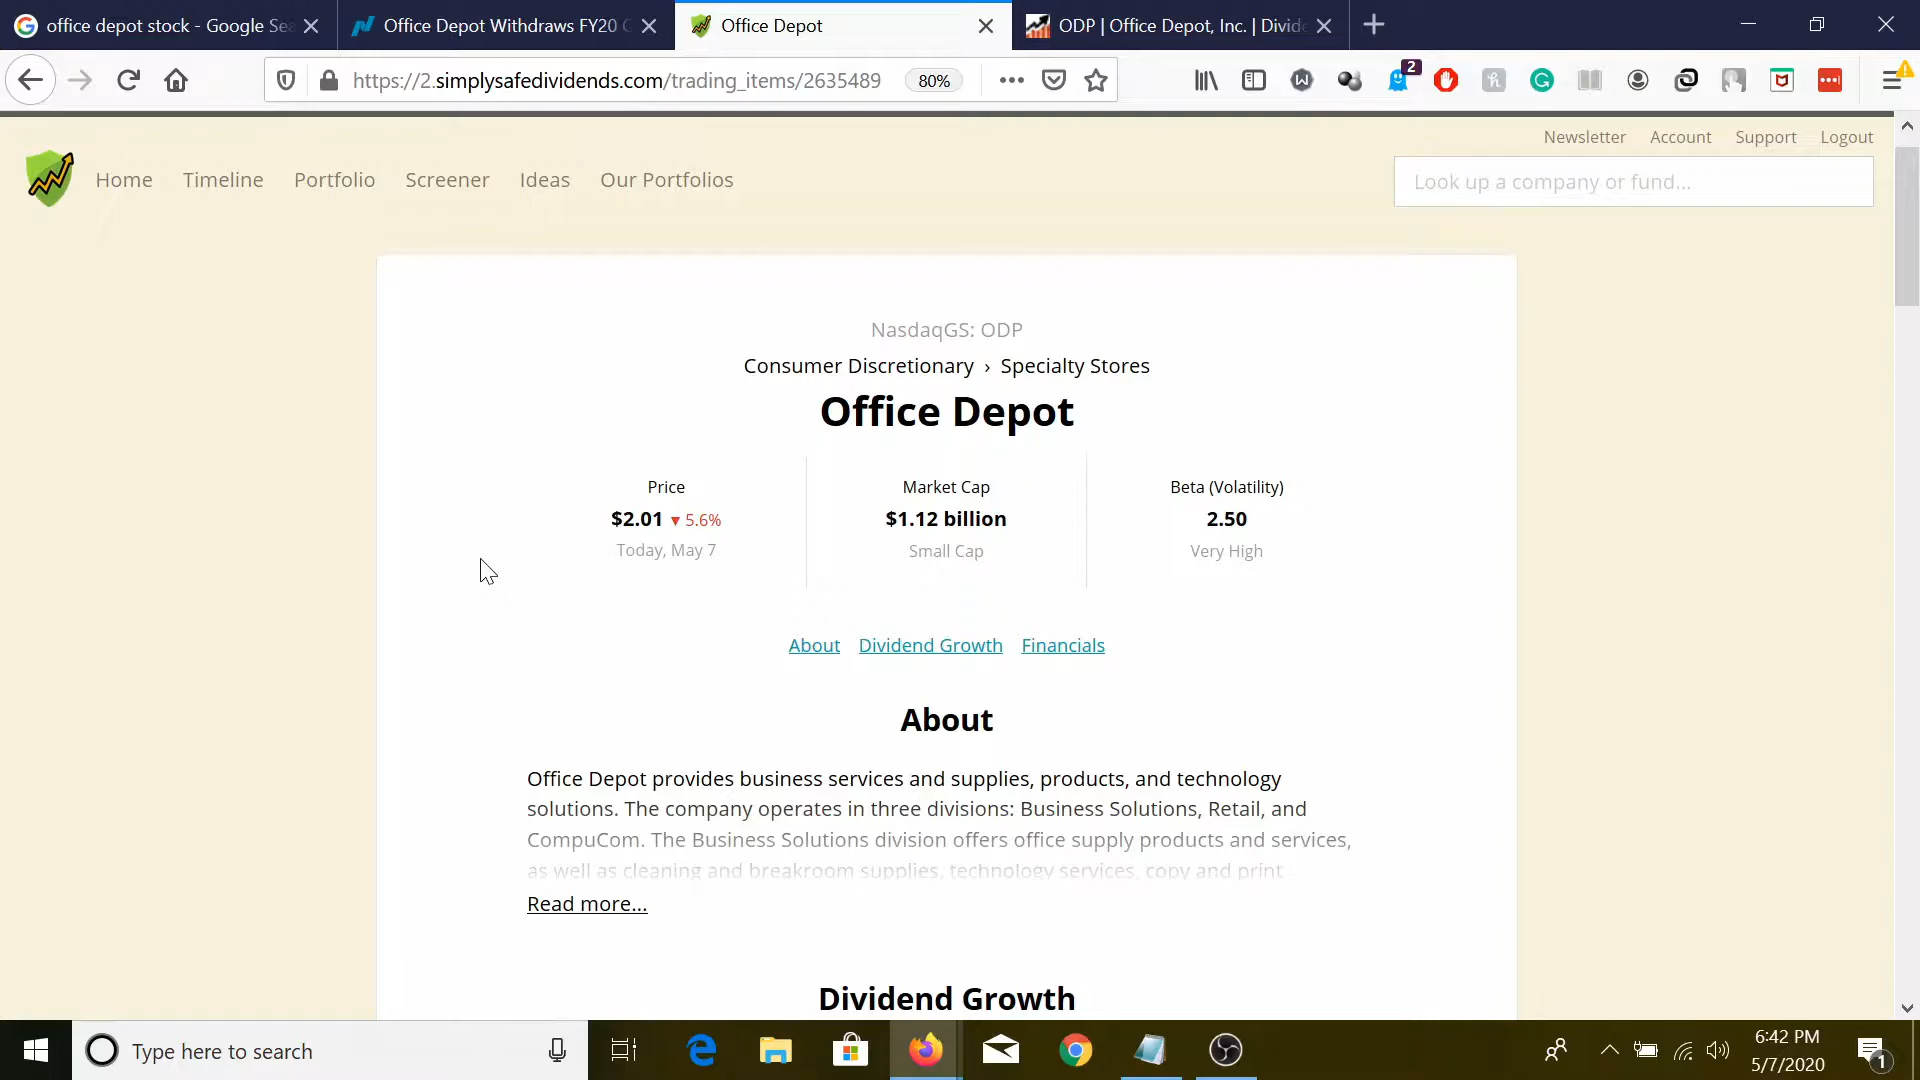 office depot stock - Google Sea
Office Depot Withdraws FY20 G
Office Depot
ODP | Office Depot, Inc. | Divide
https://2.simplysafedividends.com/trading_items/2635489
80%
2
Newsletter
Account
Support
Logout
Home
Timeline
Portfolio
Screener
Ideas
Our Portfolios
Look up a company or fund...
NasdaqGS: ODP
Consumer Discretionary › Specialty Stores
Office Depot
Price
$2.01 ▼ 5.6%
Today, May 7
Market Cap
$1.12 billion
Small Cap
Beta (Volatility)
2.50
Very High
About
Dividend Growth
Financials
About
Office Depot provides business services and supplies, products, and technology
solutions. The company operates in three divisions: Business Solutions, Retail, and
CompuCom. The Business Solutions division offers office supply products and services,
as well as cleaning and breakroom supplies, technology services, copy and print
Read more...
Dividend Growth
Type here to search
6:42 PM
5/7/2020
1